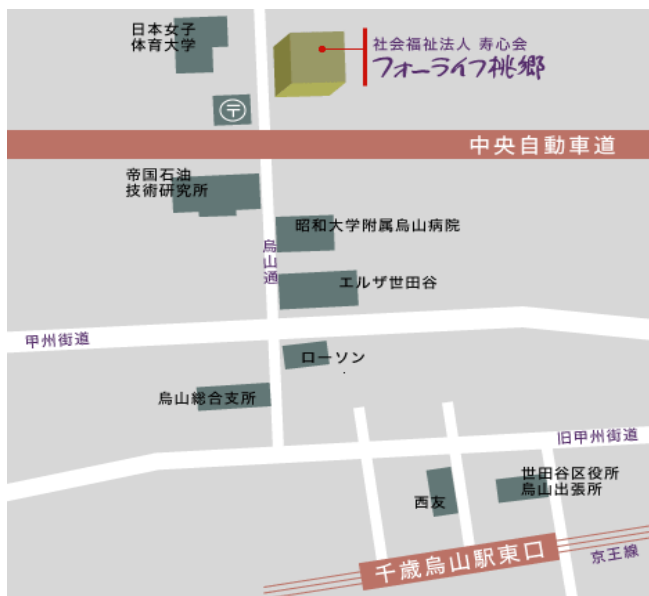 日本女子
体育大学
社会福祉法人 寿心会
フォーライフ桃郷
〒
中央自動車道
帝国石油
技術研究所
昭和大学附属烏山病院
烏山通
エルザ世田谷
甲州街道
ローソン
烏山総合支所
旧甲州街道
世田谷区役所
烏山出張所
西友
千歳烏山駅東口
京王線